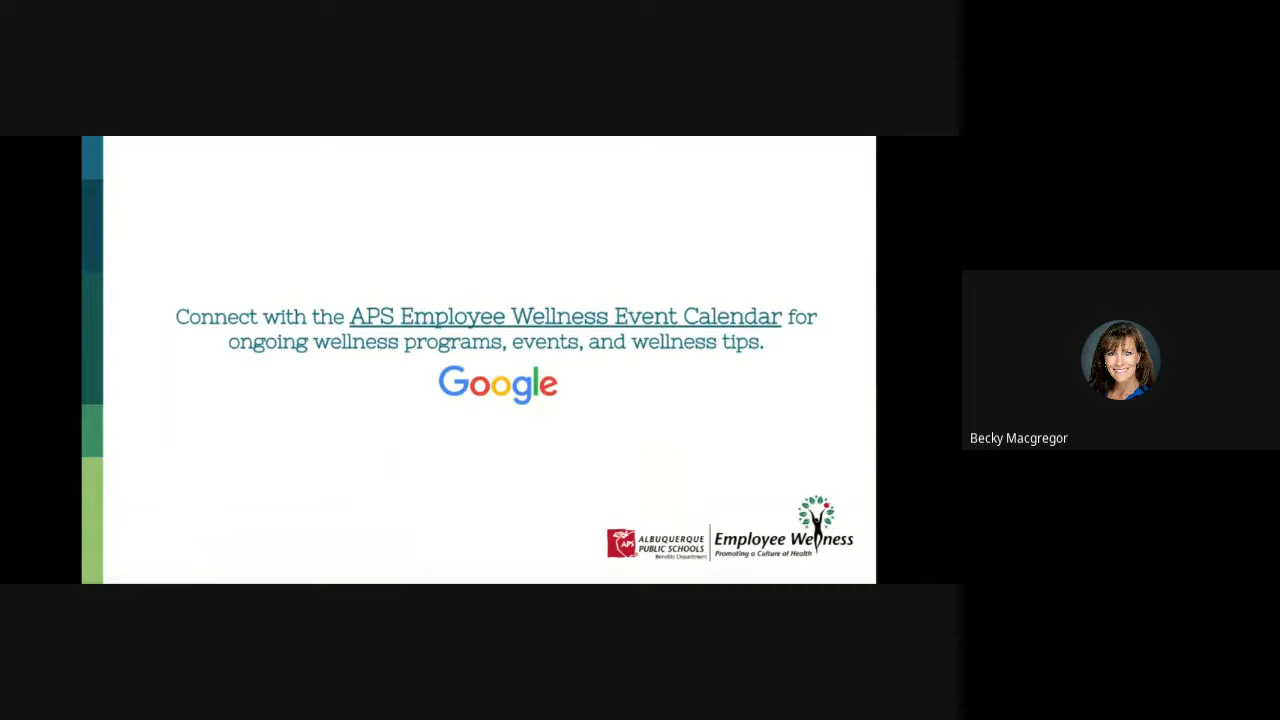 Connect with the APS Employee Wellness Event Calendar for
ongoing wellness programs, events, and wellness tips.
Google
APS
ALBUQUERQUE
PUBLIC SCHOOLS
Benefits Department
Employee Wellness
Promoting a Culture of Health
Becky Macgregor